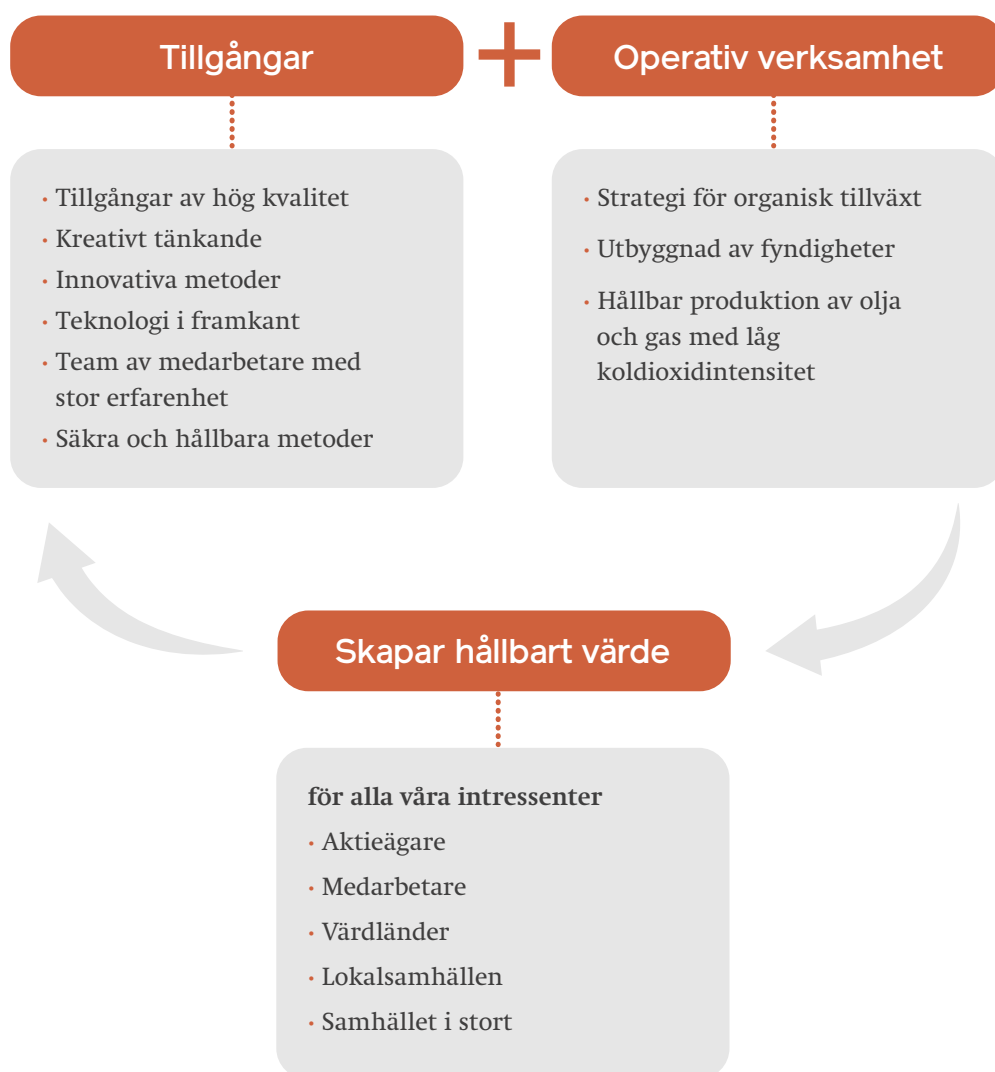 Tillgångar
+
Operativ verksamhet
· Tillgångar av hög kvalitet
· Kreativt tänkande
· Innovativa metoder
· Teknologi i framkant
· Team av medarbetare med
stor erfarenhet
· Säkra och hållbara metoder
· Strategi för organisk tillväxt
· Utbyggnad av fyndigheter
· Hållbar produktion av olja
och gas med låg
koldioxidintensitet
Skapar hållbart värde
för alla våra intressenter
· Aktieägare
· Medarbetare
· Värdländer
· Lokalsamhällen
· Samhället i stort